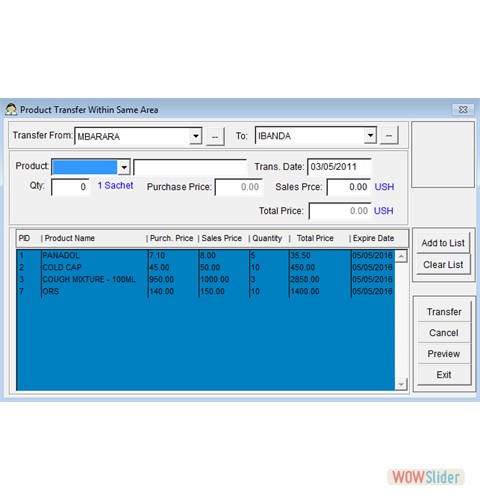 Product Transfer Within Same Area
Transfer From: MBARARA -- To: IBANDA --
Product: Trans. Date: 03/05/2011
Qty: 0 1 Sachet Purchase Price: 0.00 Sales Prce: 0.00 USH
Total Price: 0.00 USH
PID | Product Name | Purch. Price | Sales Price | Quantity | Total Price | Expire Date
1 PANADOL 7.10 8.00 5 35.50 05/05/2016
2 COLD CAP 45.00 50.00 10 450.00 05/05/2016
3 COUGH MIXTURE - 100ML 950.00 1000.00 3 2850.00 05/05/2016
7 ORS 140.00 150.00 10 1400.00 05/05/2016
Add to List
Clear List
Transfer
Cancel
Preview
Exit
WOWSlider